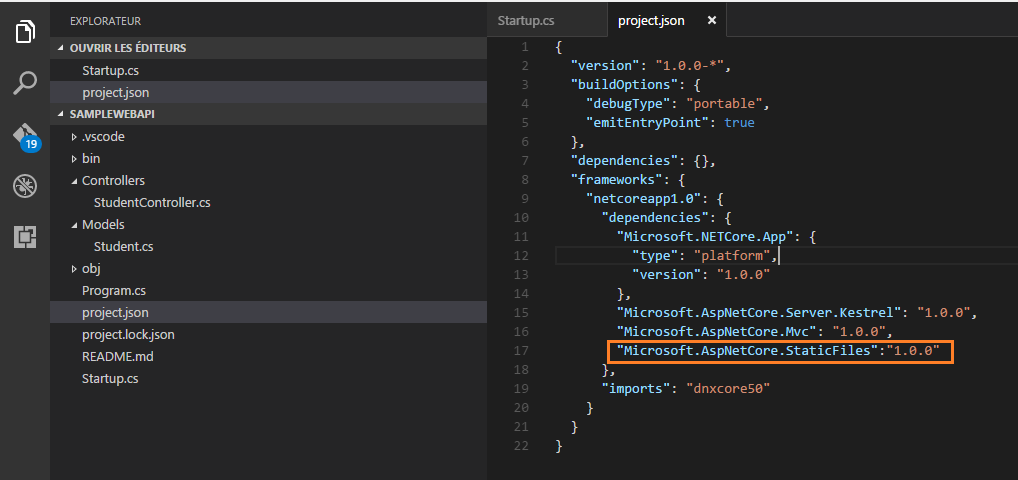 EXPLORATEUR
OUVRIR LES ÉDITEURS
Startup.cs
project.json
SAMPLEWEBAPI
.vscode
bin
Controllers
StudentController.cs
Models
Student.cs
obj
Program.cs
project.json
project.lock.json
README.md
Startup.cs
19
Startup.cs project.json ×
1 {
2 "version": "1.0.0-*",
3 "buildOptions": {
4 "debugType": "portable",
5 "emitEntryPoint": true
6 },
7 "dependencies": {},
8 "frameworks": {
9 "netcoreapp1.0": {
10 "dependencies": {
11 "Microsoft.NETCore.App": {
12 "type": "platform",
13 "version": "1.0.0"
14 },
15 "Microsoft.AspNetCore.Server.Kestrel": "1.0.0",
16 "Microsoft.AspNetCore.Mvc": "1.0.0",
17 "Microsoft.AspNetCore.StaticFiles":"1.0.0"
18 },
19 "imports": "dnxcore50"
20 }
21 }
22 }